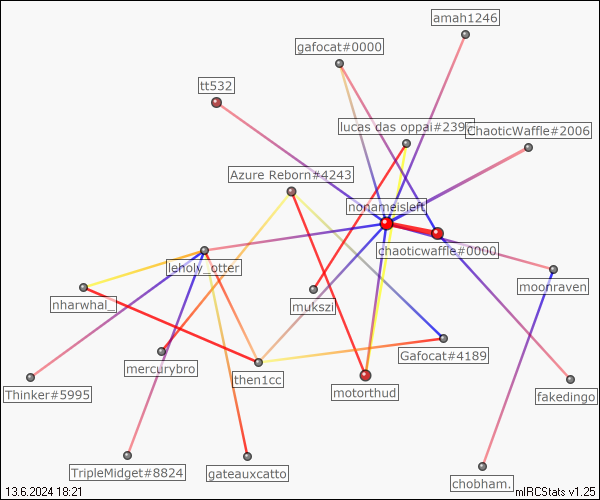 amah1246
gafocat#0000
tt532
lucas das oppai#239
ChaoticWaffle#2006
Azure Reborn#4243
nonameisleft
chaoticwaffle#0000
leholy_otter
moonraven
nharwhal_
mukszi
Gafocat#4189
mercurybro
then1cc
motorthud
Thinker#5995
fakedingo
TripleMidget#8824
gateauxcatto
chobham.
13.6.2024 18:21
mIRCStats v1.25